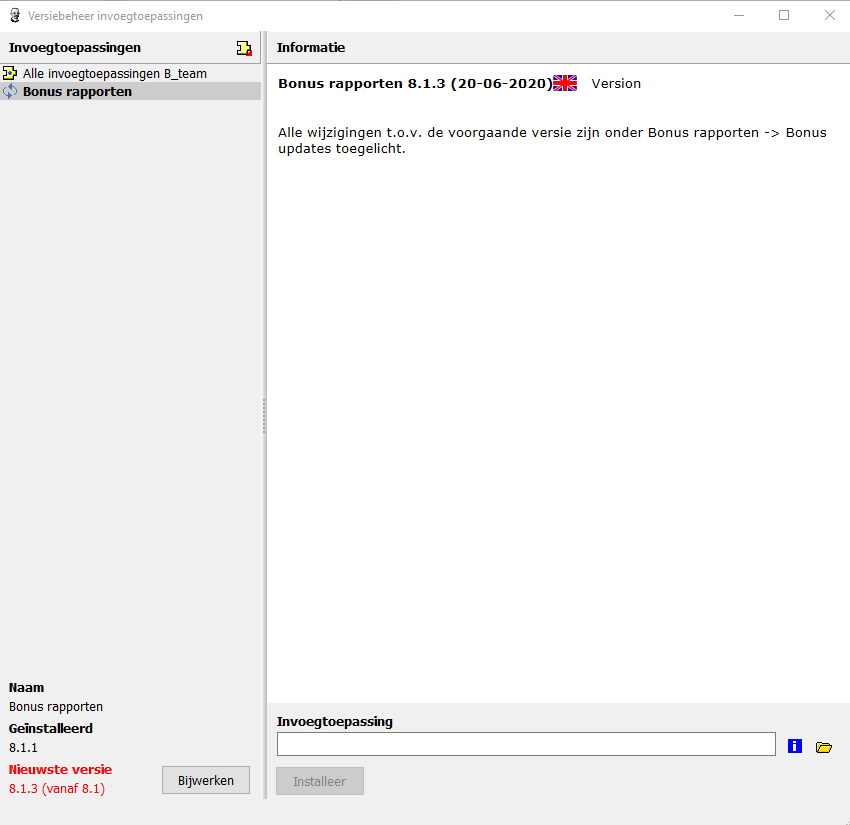 Versiebeheer invoegtoepassingen
Invoegtoepassingen
Alle invoegtoepassingen B_team
Bonus rapporten
Naam
Bonus rapporten
Geïnstalleerd
8.1.1
Nieuwste versie
8.1.3 (vanaf 8.1)
Bijwerken
Informatie
Bonus rapporten 8.1.3 (20-06-2020) Version
Alle wijzigingen t.o.v. de voorgaande versie zijn onder Bonus rapporten -> Bonus
updates toegelicht.
Invoegtoepassing
i
Installeer